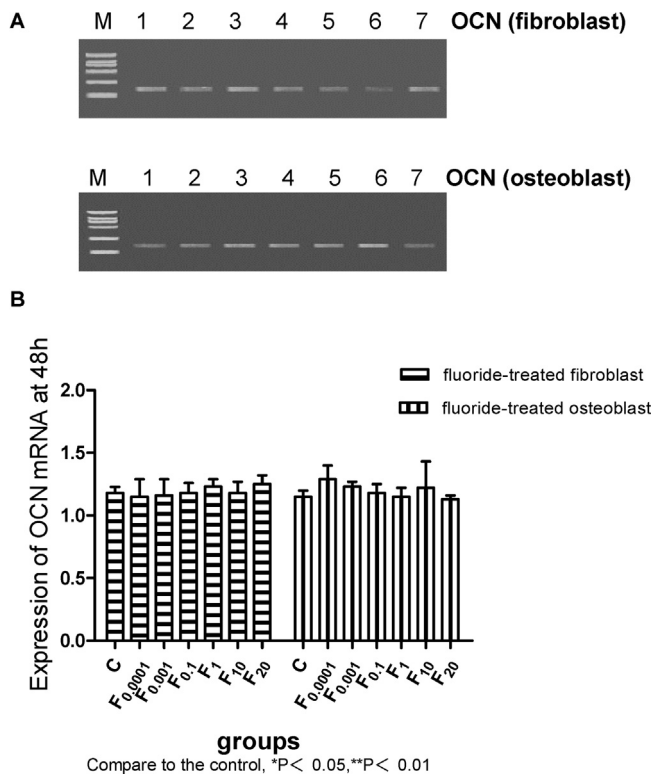 A
M 1 2 3 4 5 6 7 OCN (fibroblast)
M 1 2 3 4 5 6 7 OCN (osteoblast)
B
Expression of OCN mRNA at 48h
fluoride-treated fibroblast
fluoride-treated osteoblast
2.0
1.5
1.0
0.5
0.0
C F0.0001 F0.001 F0.1 F1 F10 F20 C F0.0001 F0.001 F0.1 F1 F10 F20
groups
Compare to the control, *P< 0.05,**P< 0.01